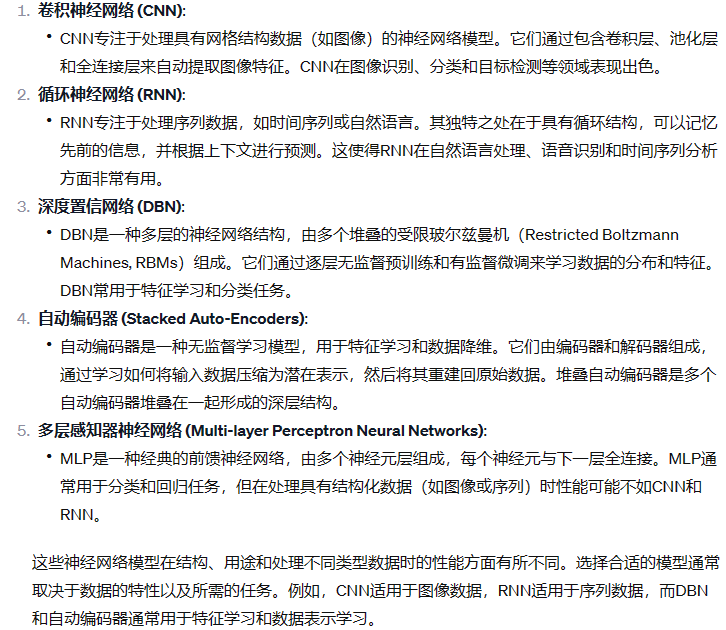 1. 卷积神经网络 (CNN):
• CNN专注于处理具有网格结构数据（如图像）的神经网络模型。它们通过包含卷积层、池化层
和全连接层来自动提取图像特征。CNN在图像识别、分类和目标检测等领域表现出色。
2. 循环神经网络 (RNN):
• RNN专注于处理序列数据，如时间序列或自然语言。其独特之处在于具有循环结构，可以记忆
先前的信息，并根据上下文进行预测。这使得RNN在自然语言处理、语音识别和时间序列分析
方面非常有用。
3. 深度置信网络 (DBN):
• DBN是一种多层的神经网络结构，由多个堆叠的受限玻尔兹曼机（Restricted Boltzmann
Machines, RBMs）组成。它们通过逐层无监督预训练和有监督微调来学习数据的分布和特征。
DBN常用于特征学习和分类任务。
4. 自动编码器 (Stacked Auto-Encoders):
• 自动编码器是一种无监督学习模型，用于特征学习和数据降维。它们由编码器和解码器组成，
通过学习如何将输入数据压缩为潜在表示，然后将其重建回原始数据。堆叠自动编码器是多个
自动编码器堆叠在一起形成的深层结构。
5. 多层感知器神经网络 (Multi-layer Perceptron Neural Networks):
• MLP是一种经典的前馈神经网络，由多个神经元层组成，每个神经元与下一层全连接。MLP通
常用于分类和回归任务，但在处理具有结构化数据（如图像或序列）时性能可能不如CNN和
RNN。
这些神经网络模型在结构、用途和处理不同类型数据时的性能方面有所不同。选择合适的模型通常
取决于数据的特性以及所需的任务。例如，CNN适用于图像数据，RNN适用于序列数据，而DBN
和自动编码器通常用于特征学习和数据表示学习。